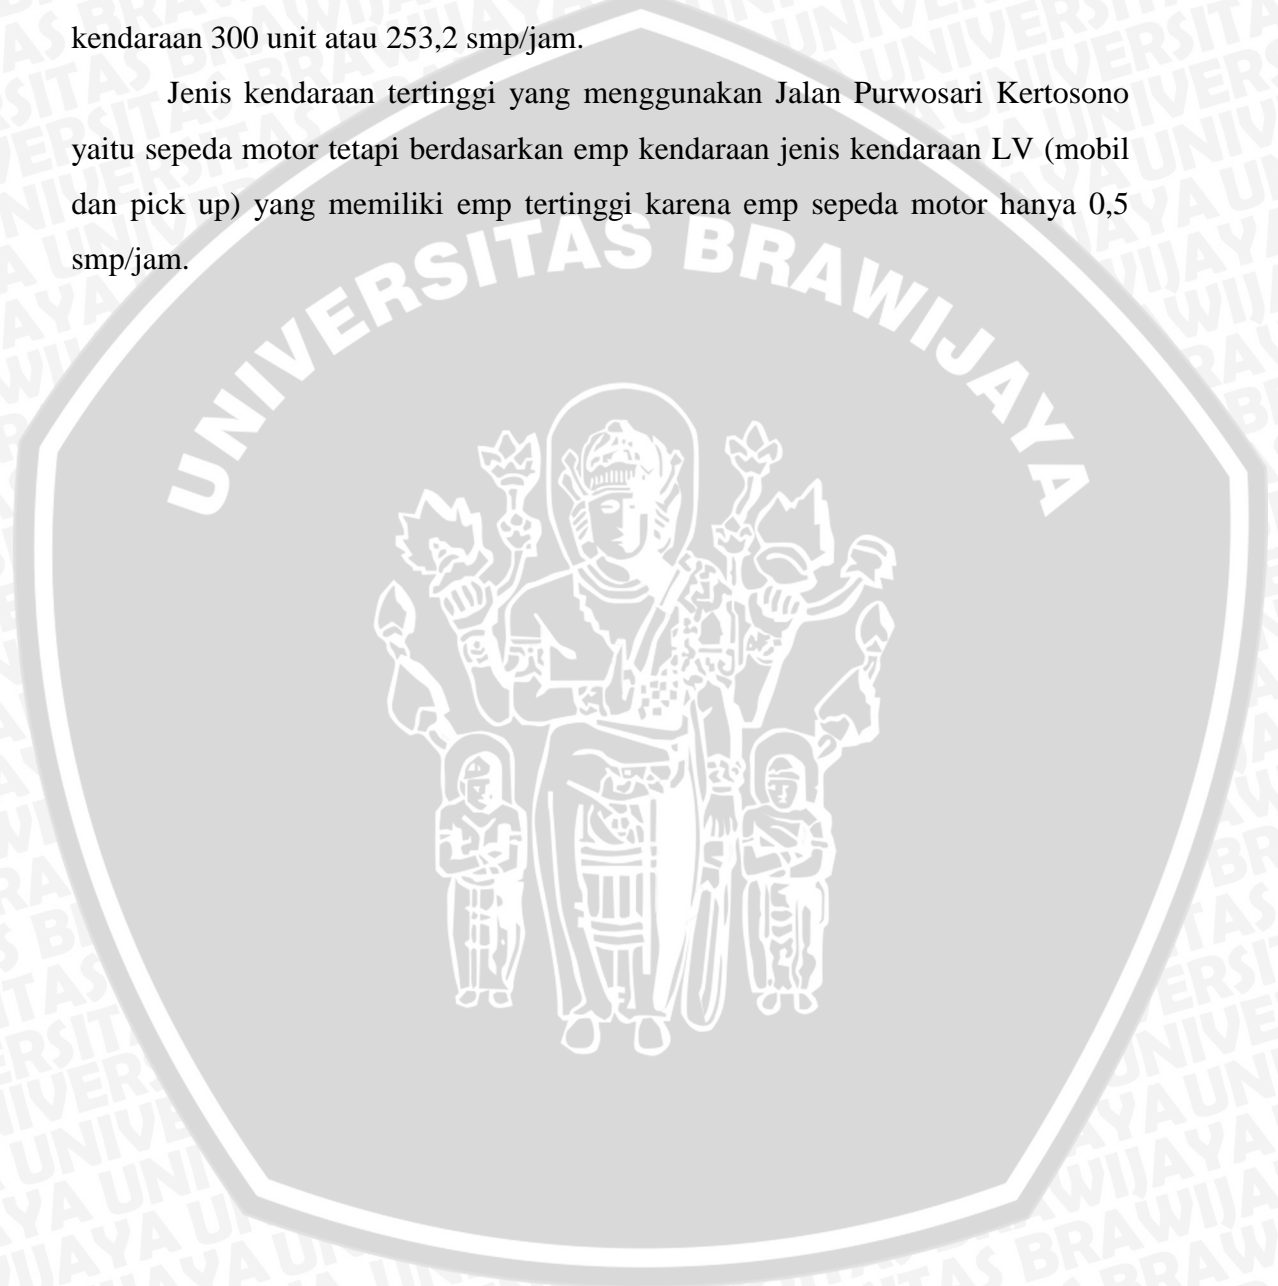 kendaraan 300 unit atau 253,2 smp/jam.
Jenis kendaraan tertinggi yang menggunakan Jalan Purwosari Kertosono
yaitu sepeda motor tetapi berdasarkan emp kendaraan jenis kendaraan LV (mobil
dan pick up) yang memiliki emp tertinggi karena emp sepeda motor hanya 0,5
smp/jam.
UNIVERSITAS BRAWIJAYA